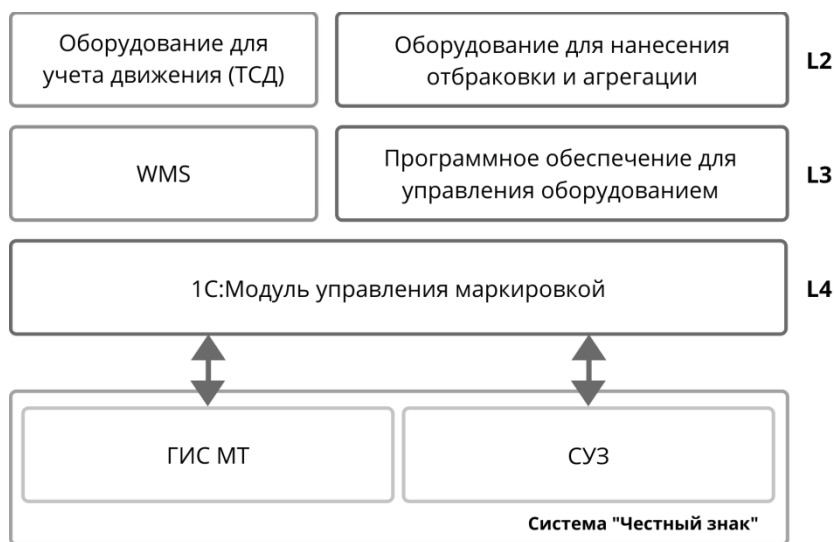 Оборудование для
учета движения (ТСД)
Оборудование для нанесения
отбраковки и агрегации
L2
WMS
Программное обеспечение для
управления оборудованием
L3
1С:Модуль управления маркировкой
L4
ГИС МТ
СУЗ
Система "Честный знак"